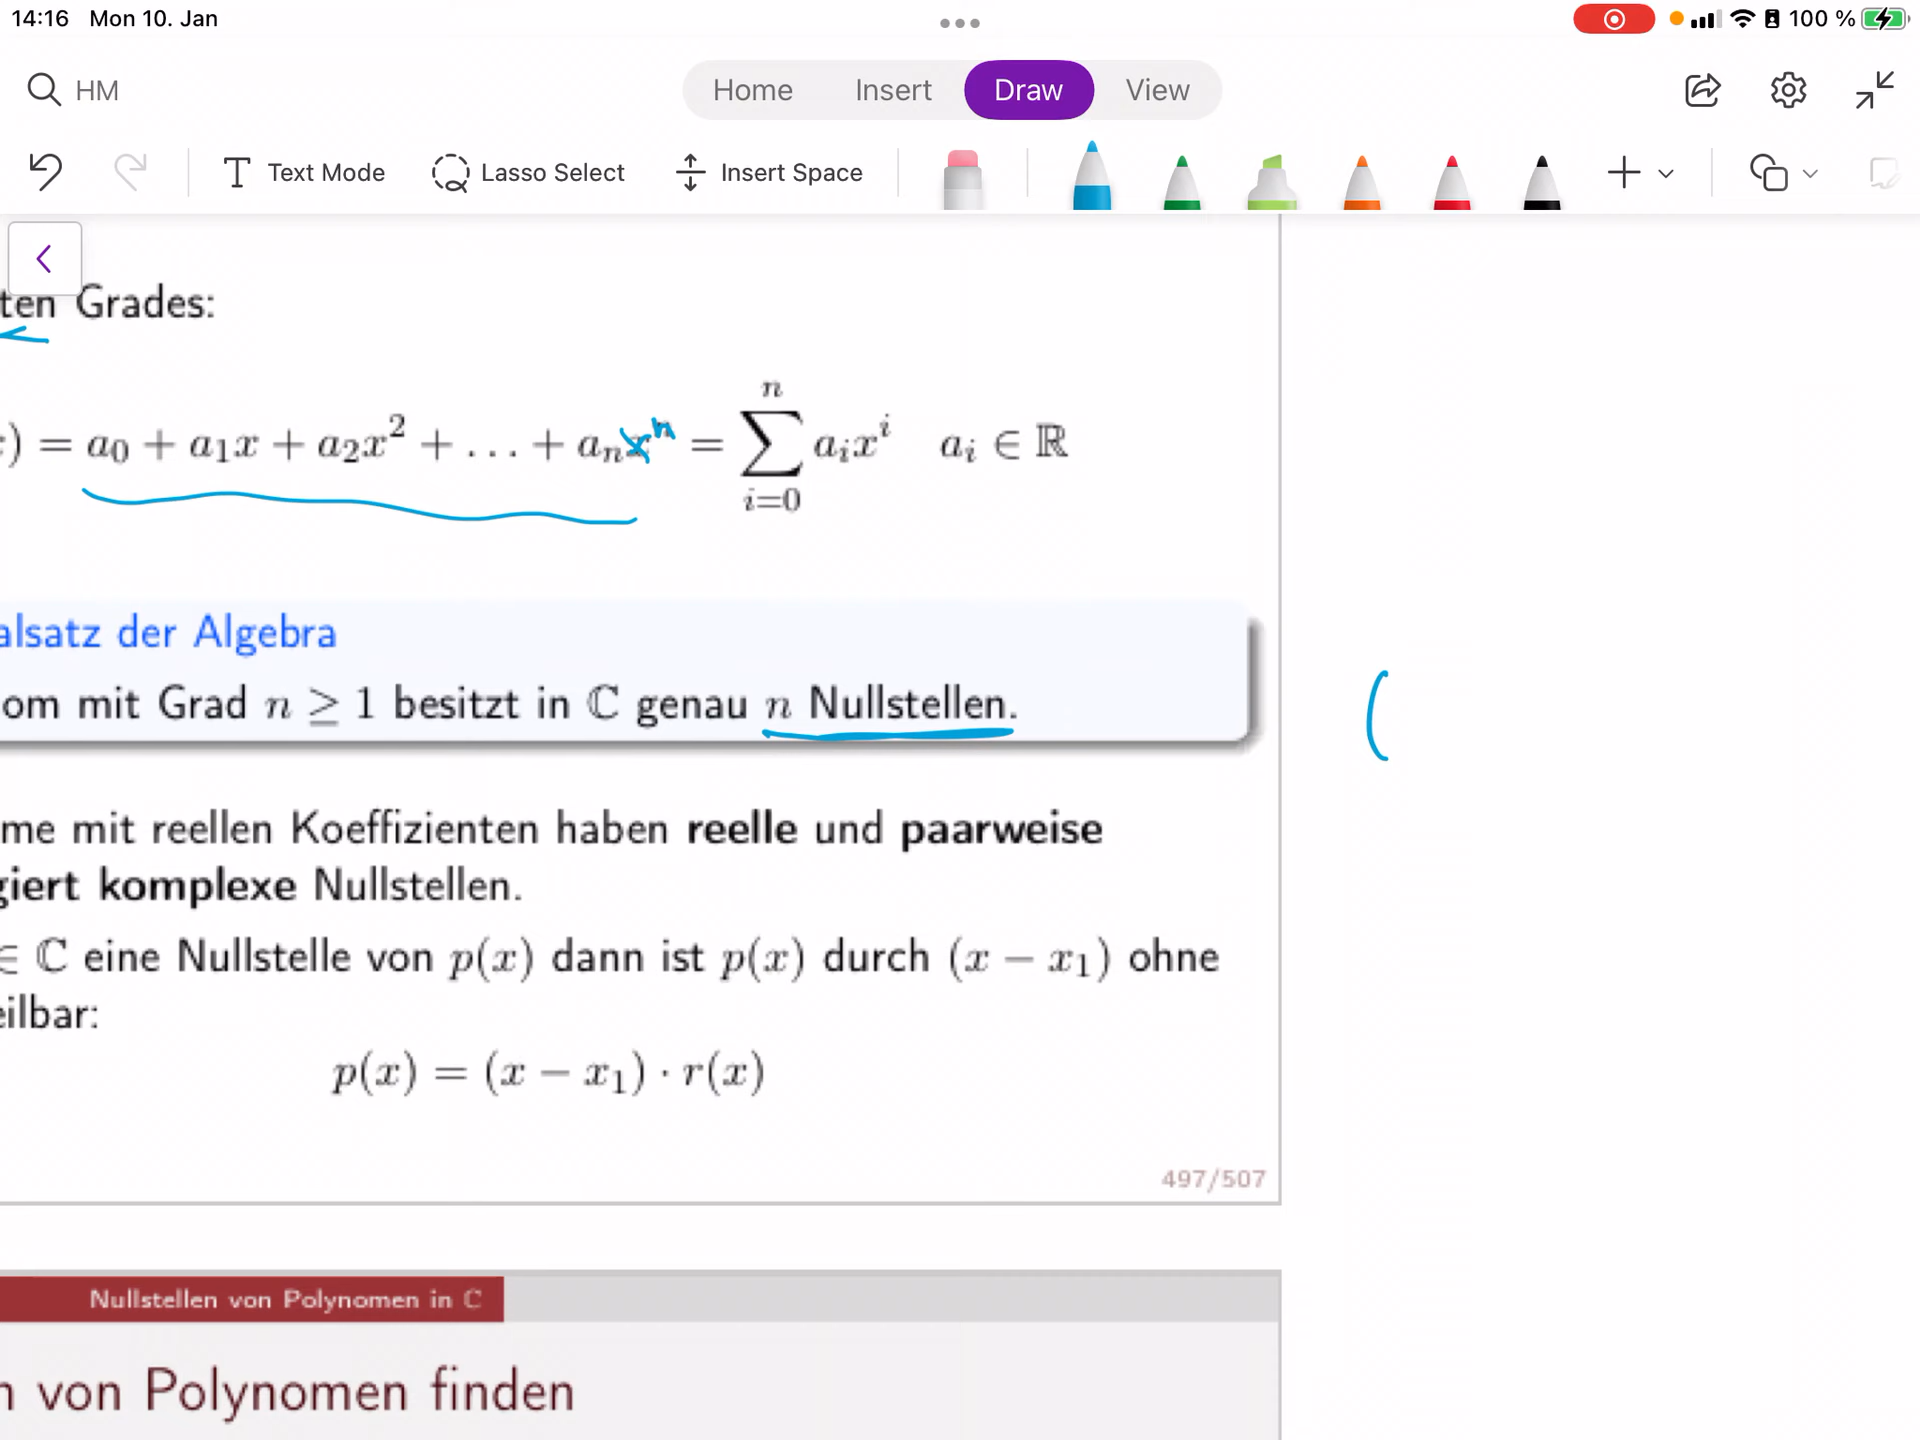 14:16 Mon 10. Jan 100 %
HM Home Insert Draw View
Text Mode Lasso Select Insert Space
ten Grades:
) = a₀ + a₁x + a₂x² + … + aₙxⁿ = ∑ⁿᵢ₌₀ aᵢxⁱ aᵢ ∈ ℝ
alsatz der Algebra
om mit Grad n ≥ 1 besitzt in ℂ genau n Nullstellen.
(
me mit reellen Koeffizienten haben reelle und paarweise
giert komplexe Nullstellen.
∈ ℂ eine Nullstelle von p(x) dann ist p(x) durch (x − x₁) ohne
eilbar:
p(x) = (x − x₁) · r(x)
497/507
Nullstellen von Polynomen in ℂ
n von Polynomen finden